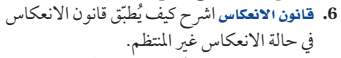 6. قانون الانعكاس اشرح كيف يُطبّق قانون الانعكاس
في حالة الانعكاس غير المنتظم.